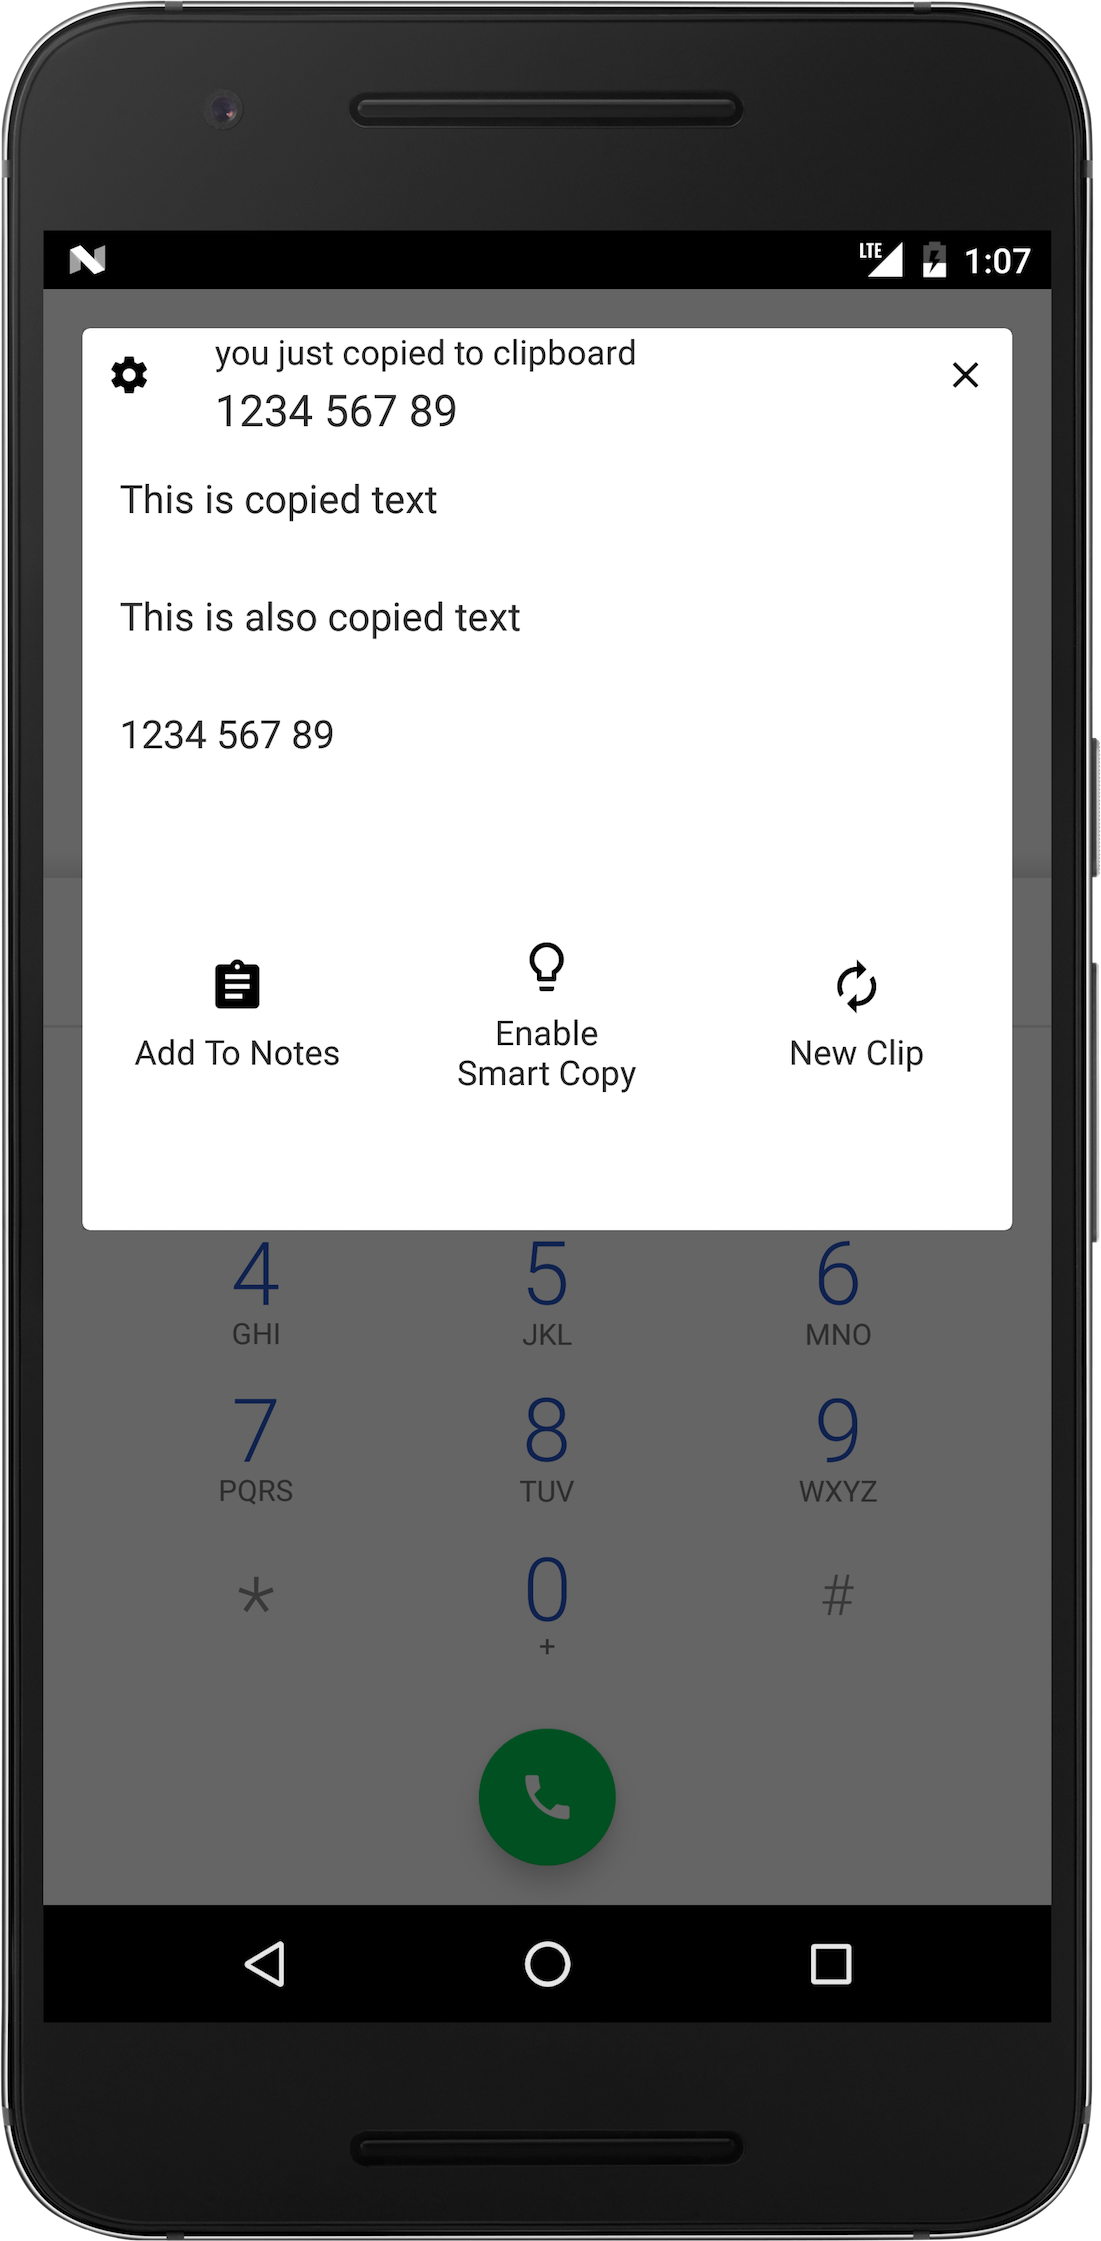 LTE 1:07
you just copied to clipboard
1234 567 89
This is copied text
This is also copied text
1234 567 89
Add To Notes
Enable
Smart Copy
New Clip
4 5 6
GHI JKL MNO
7 8 9
PQRS TUV WXYZ
* 0 #
+